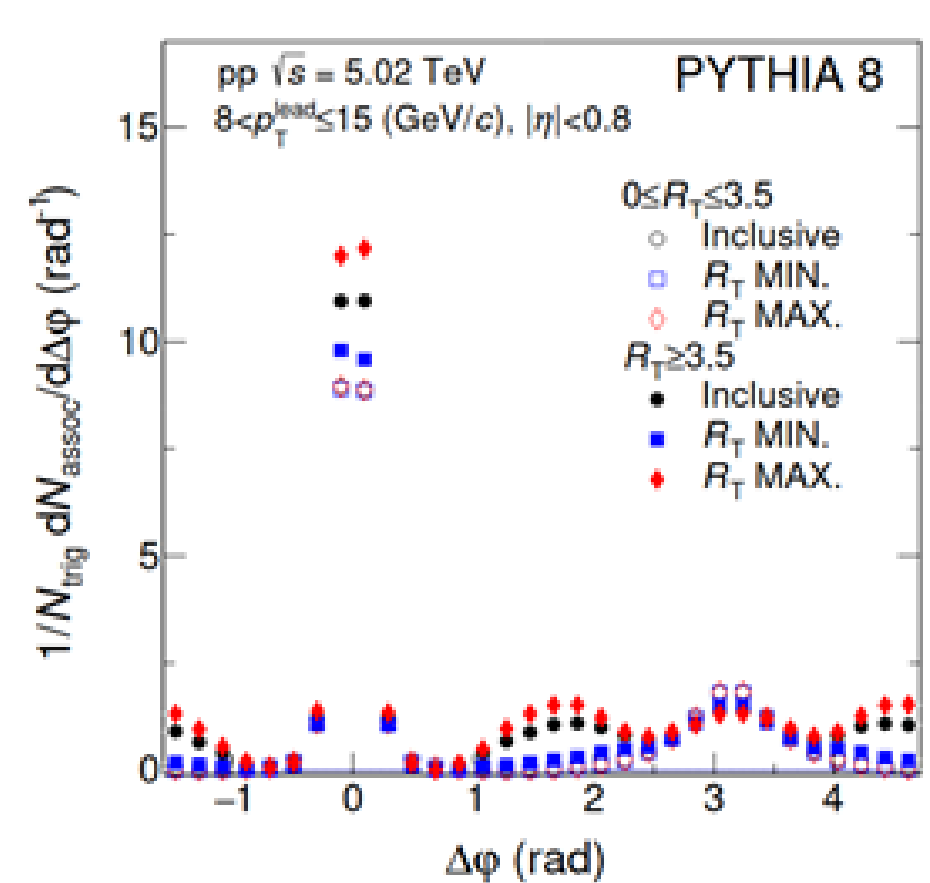 pp √s = 5.02 TeV
PYTHIA 8
8<p_T^lead≤15 (GeV/c), |η|<0.8
0≤R_T≤3.5
Inclusive
R_T MIN.
R_T MAX.
R_T≥3.5
Inclusive
R_T MIN.
R_T MAX.
1/N_trig dN_assoc/dΔφ (rad⁻¹)
15
10
5
0
−1 0 1 2 3 4
Δφ (rad)